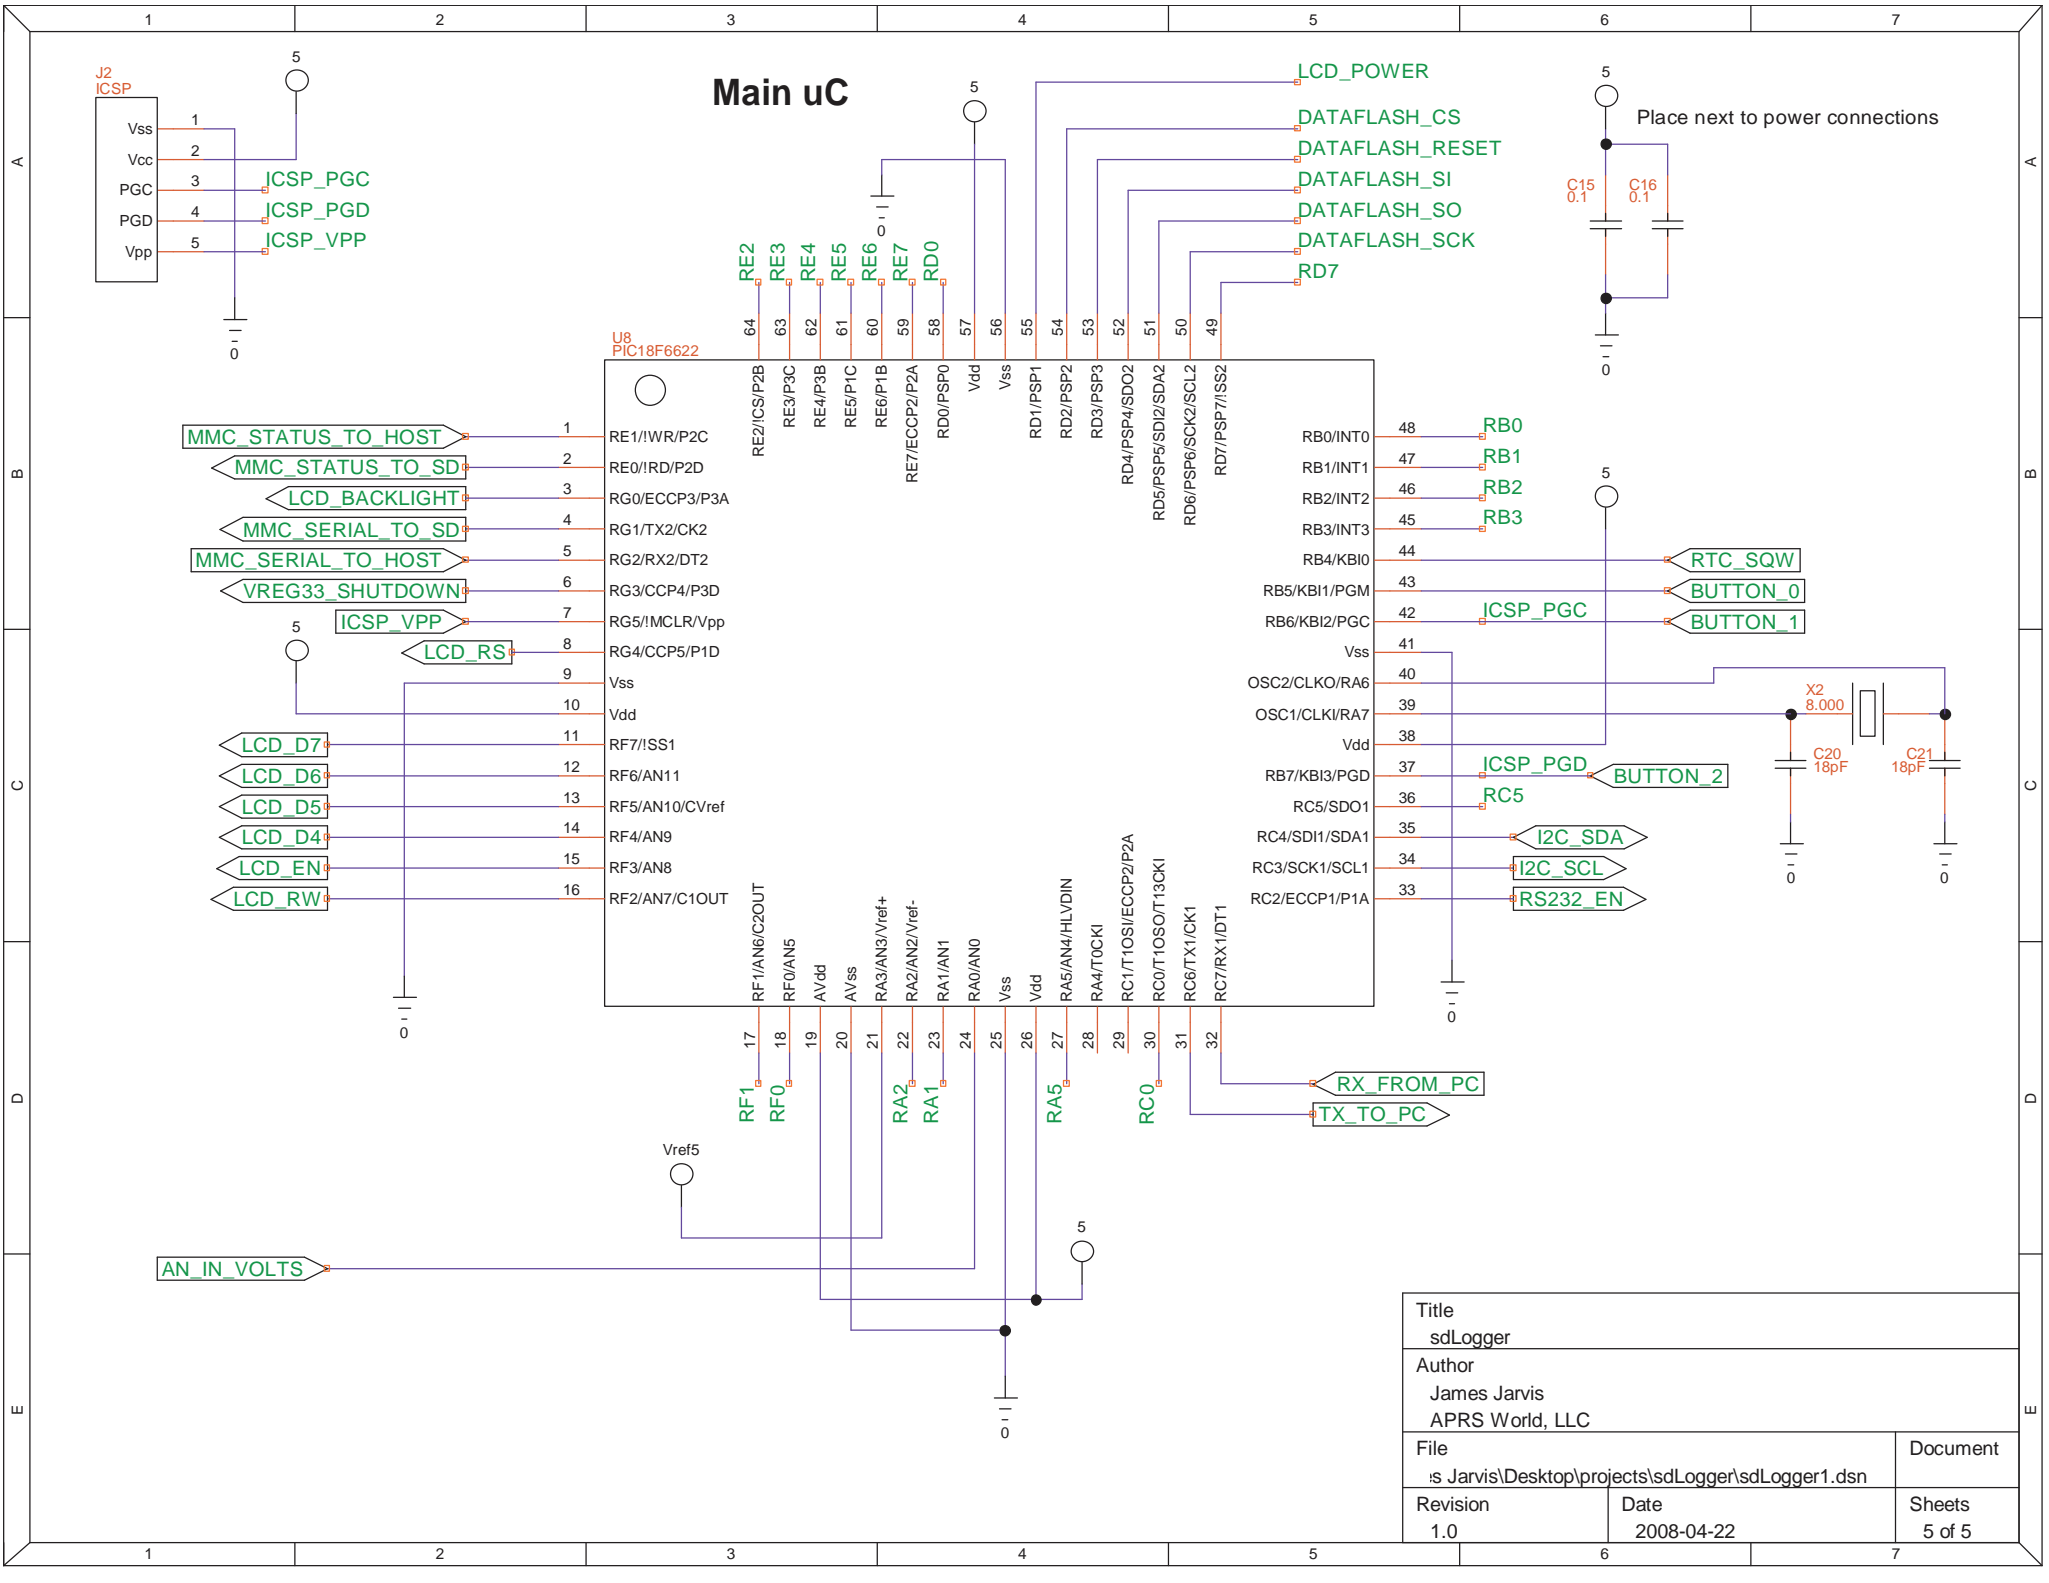 1 2 3 4 5 6 7
A
B
C
D
E
J2
ICSP
Vss 1
Vcc 2
PGC 3 ICSP_PGC
PGD 4 ICSP_PGD
Vpp 5 ICSP_VPP
5
0
Main uC
5
0
LCD_POWER
DATAFLASH_CS
DATAFLASH_RESET
DATAFLASH_SI
DATAFLASH_SO
DATAFLASH_SCK
RD7
5
Place next to power connections
C15
0.1
C16
0.1
0
RE2 RE3 RE4 RE5 RE6 RE7 RD0
64 63 62 61 60 59 58 57 56 55 54 53 52 51 50 49
U8
PIC18F6622
RE2/!CS/P2B
RE3/P3C
RE4/P3B
RE5/P1C
RE6/P1B
RE7/ECCP2/P2A
RD0/PSP0
Vdd
Vss
RD1/PSP1
RD2/PSP2
RD3/PSP3
RD4/PSP4/SDO2
RD5/PSP5/SDI2/SDA2
RD6/PSP6/SCK2/SCL2
RD7/PSP7/!SS2
MMC_STATUS_TO_HOST 1 RE1/!WR/P2C
MMC_STATUS_TO_SD 2 RE0/!RD/P2D
LCD_BACKLIGHT 3 RG0/ECCP3/P3A
MMC_SERIAL_TO_SD 4 RG1/TX2/CK2
MMC_SERIAL_TO_HOST 5 RG2/RX2/DT2
VREG33_SHUTDOWN 6 RG3/CCP4/P3D
ICSP_VPP 7 RG5/!MCLR/Vpp
5
LCD_RS 8 RG4/CCP5/P1D
9 Vss
10 Vdd
LCD_D7 11 RF7/!SS1
LCD_D6 12 RF6/AN11
LCD_D5 13 RF5/AN10/CVref
LCD_D4 14 RF4/AN9
LCD_EN 15 RF3/AN8
LCD_RW 16 RF2/AN7/C1OUT
0
RB0/INT0 48 RB0
RB1/INT1 47 RB1
RB2/INT2 46 RB2
RB3/INT3 45 RB3
5
RB4/KBI0 44 RTC_SQW
RB5/KBI1/PGM 43 BUTTON_0
RB6/KBI2/PGC 42 ICSP_PGC BUTTON_1
Vss 41
OSC2/CLKO/RA6 40
OSC1/CLKI/RA7 39
Vdd 38
RB7/KBI3/PGD 37 ICSP_PGD BUTTON_2
RC5/SDO1 36 RC5
RC4/SDI1/SDA1 35 I2C_SDA
RC3/SCK1/SCL1 34 I2C_SCL
RC2/ECCP1/P1A 33 RS232_EN
X2
8.000
C20
18pF
C21
18pF
0
0
0
RF1/AN6/C2OUT
RF0/AN5
AVdd
AVss
RA3/AN3/Vref+
RA2/AN2/Vref-
RA1/AN1
RA0/AN0
Vss
Vdd
RA5/AN4/HLVDIN
RA4/T0CKI
RC1/T1OSI/ECCP2/P2A
RC0/T1OSO/T13CKI
RC6/TX1/CK1
RC7/RX1/DT1
17 18 19 20 21 22 23 24 25 26 27 28 29 30 31 32
RF1 RF0 RA2 RA1 RA5 RC0
RX_FROM_PC
TX_TO_PC
Vref5
5
AN_IN_VOLTS
0
Title
sdLogger
Author
James Jarvis
APRS World, LLC
File
Document
s Jarvis\Desktop\projects\sdLogger\sdLogger1.dsn
Revision Date Sheets
1.0 2008-04-22 5 of 5
A
B
C
D
E
1 2 3 4 5 6 7